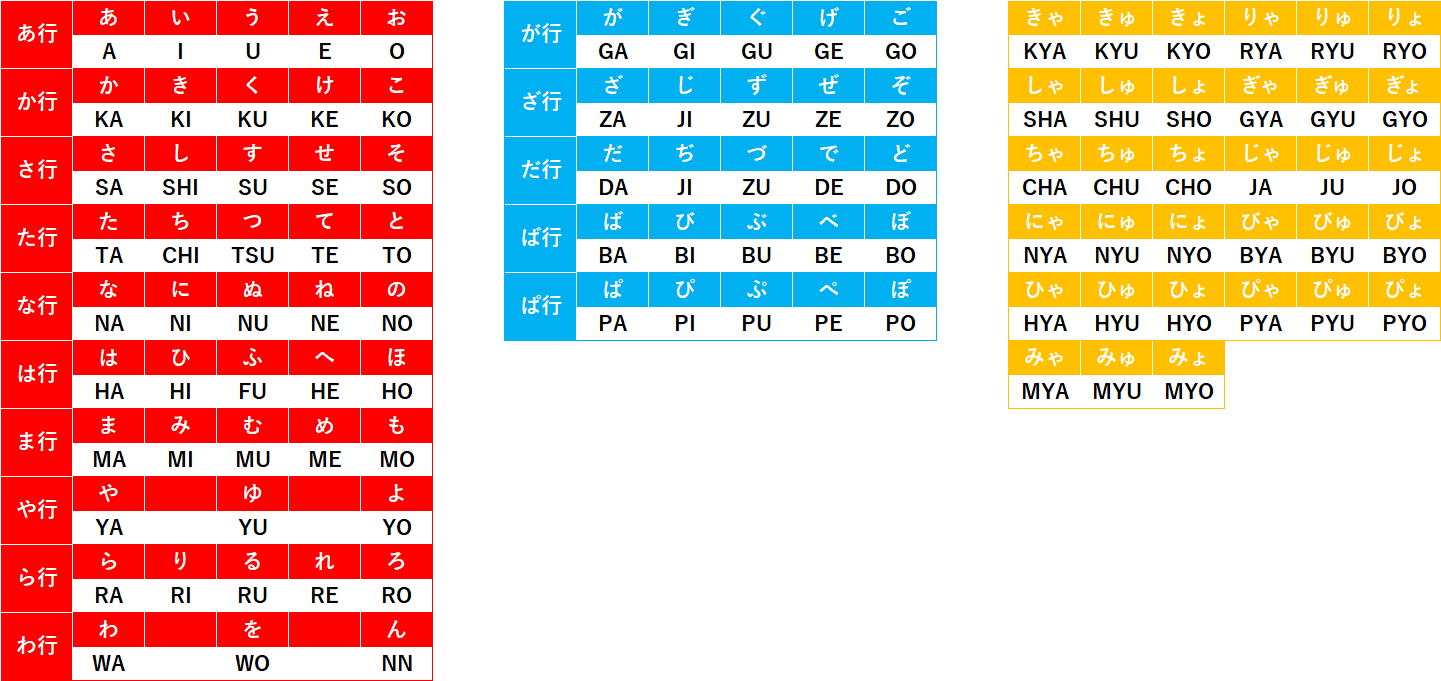 あ行 あ い う え お
A I U E O
か行 か き く け こ
KA KI KU KE KO
さ行 さ し す せ そ
SA SHI SU SE SO
た行 た ち つ て と
TA CHI TSU TE TO
な行 な に ぬ ね の
NA NI NU NE NO
は行 は ひ ふ へ ほ
HA HI FU HE HO
ま行 ま み む め も
MA MI MU ME MO
や行 や ゆ よ
YA YU YO
ら行 ら り る れ ろ
RA RI RU RE RO
わ行 わ を ん
WA WO NN
が行 が ぎ ぐ げ ご
GA GI GU GE GO
ざ行 ざ じ ず ぜ ぞ
ZA JI ZU ZE ZO
だ行 だ ぢ づ で ど
DA JI ZU DE DO
ば行 ば び ぶ べ ぼ
BA BI BU BE BO
ぱ行 ぱ ぴ ぷ ぺ ぽ
PA PI PU PE PO
きゃ きゅ きょ りゃ りゅ りょ
KYA KYU KYO RYA RYU RYO
しゃ しゅ しょ ぎゃ ぎゅ ぎょ
SHA SHU SHO GYA GYU GYO
ちゃ ちゅ ちょ じゃ じゅ じょ
CHA CHU CHO JA JU JO
にゃ にゅ にょ びゃ びゅ びょ
NYA NYU NYO BYA BYU BYO
ひゃ ひゅ ひょ ぴゃ ぴゅ ぴょ
HYA HYU HYO PYA PYU PYO
みゃ みゅ みょ
MYA MYU MYO